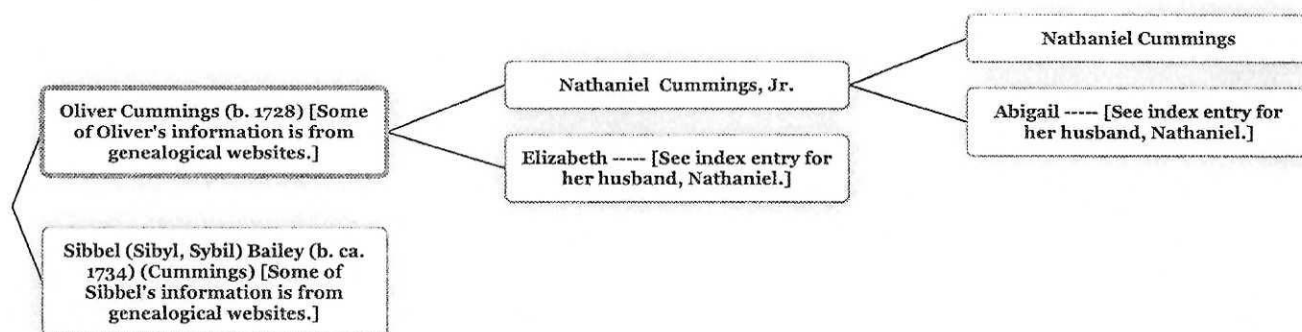 Oliver Cummings (b. 1728) [Some
of Oliver's information is from
genealogical websites.]
Sibbel (Sibyl, Sybil) Bailey (b. ca.
1734) (Cummings) [Some of
Sibbel's information is from
genealogical websites.]
Nathaniel Cummings, Jr.
Elizabeth ----- [See index entry for
her husband, Nathaniel.]
Nathaniel Cummings
Abigail ----- [See index entry for
her husband, Nathaniel.]